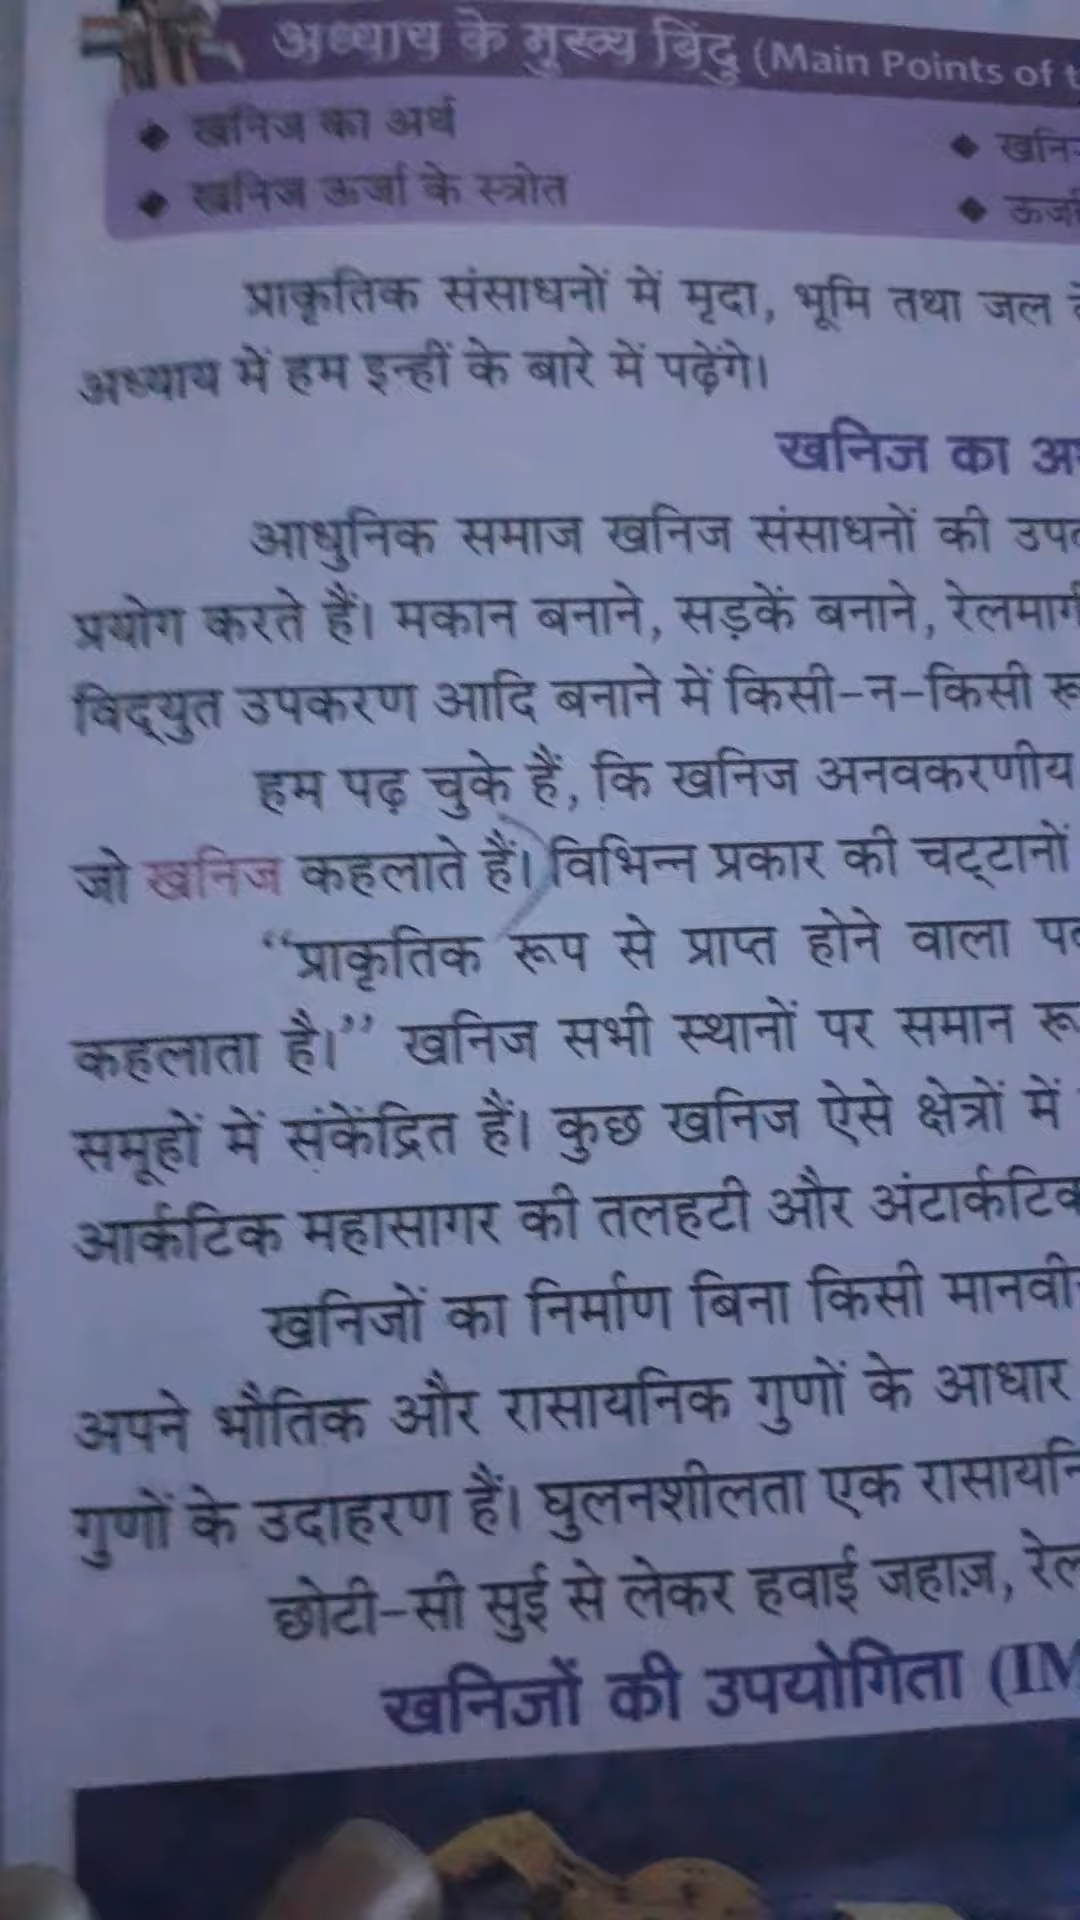 अध्याय के मुख्य बिंदु (Main Points of t
◆ खनिज का अर्थ ◆ खनि
◆ खनिज ऊर्जा के स्त्रोत ◆ ऊर्जा
प्राकृतिक संसाधनों में मृदा, भूमि तथा जल
अध्याय में हम इन्हीं के बारे में पढ़ेंगे।
खनिज का अ
आधुनिक समाज खनिज संसाधनों की उप
प्रयोग करते हैं। मकान बनाने, सड़कें बनाने, रेलमार्ग
विद्युत उपकरण आदि बनाने में किसी-न-किसी रू
हम पढ़ चुके हैं, कि खनिज अनवकरणीय
जो खनिज कहलाते हैं। विभिन्न प्रकार की चट्टानों
“प्राकृतिक रूप से प्राप्त होने वाला प
कहलाता है।” खनिज सभी स्थानों पर समान रू
समूहों में संकेंद्रित हैं। कुछ खनिज ऐसे क्षेत्रों में
आर्कटिक महासागर की तलहटी और अंटार्कटिक
खनिजों का निर्माण बिना किसी मानवी
अपने भौतिक और रासायनिक गुणों के आधार
गुणों के उदाहरण हैं। घुलनशीलता एक रासायनि
छोटी-सी सुई से लेकर हवाई जहाज़, रेल
खनिजों की उपयोगिता (IM